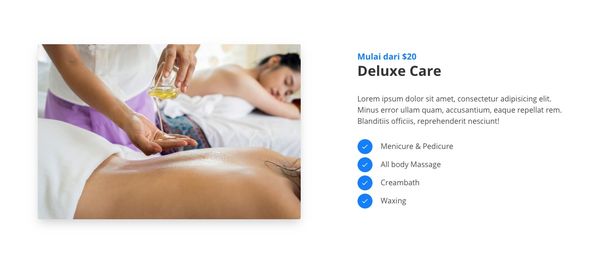 Mulai dari $20
Deluxe Care
Lorem ipsum dolor sit amet, consectetur adipisicing elit.
Minus error ullam quam, accusantium, eaque repellat rem.
Blanditiis officiis, reprehenderit nesciunt!
Menicure & Pedicure
All body Massage
Creambath
Waxing